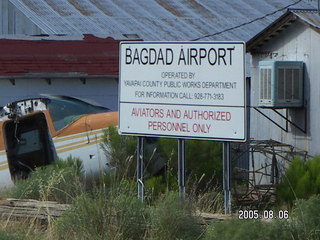 BAGDAD AIRPORT
OPERATED BY
YAVAPAI COUNTY PUBLIC WORKS DEPARTMENT
FOR INFORMATION CALL: 928-771-3183
AVIATORS AND AUTHORIZED
PERSONNEL ONLY
2005 08 06